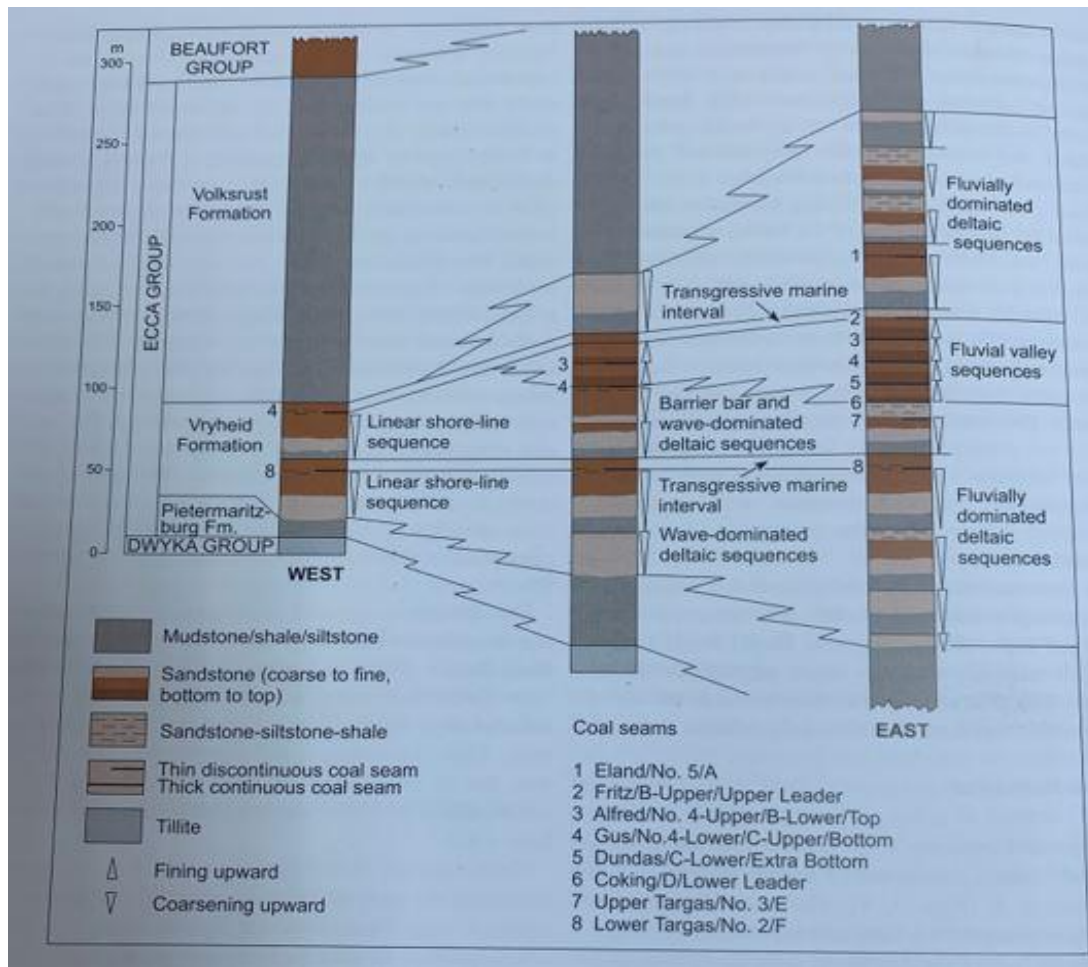 m
BEAUFORT
GROUP
300
250
200
150
100
50
0
ECCA GROUP
Volksrust
Formation
Vryheid
Formation
Pietermaritz-
burg Fm.
DWYKA GROUP
4
8
Linear shore-line
sequence
Linear shore-line
sequence
WEST
3
4
Transgressive marine
interval
Barrier bar and
wave-dominated
deltaic sequences
Transgressive marine
interval
Wave-dominated
deltaic sequences
1
2
3
4
5
6
7
8
Fluvially
dominated
deltaic
sequences
Fluvial valley
sequences
Fluvially
dominated
deltaic
sequences
EAST
Mudstone/shale/siltstone
Sandstone (coarse to fine,
bottom to top)
Sandstone-siltstone-shale
Thin discontinuous coal seam
Thick continuous coal seam
Tillite
Fining upward
Coarsening upward
Coal seams
1 Eland/No. 5/A
2 Fritz/B-Upper/Upper Leader
3 Alfred/No. 4-Upper/B-Lower/Top
4 Gus/No.4-Lower/C-Upper/Bottom
5 Dundas/C-Lower/Extra Bottom
6 Coking/D/Lower Leader
7 Upper Targas/No. 3/E
8 Lower Targas/No. 2/F